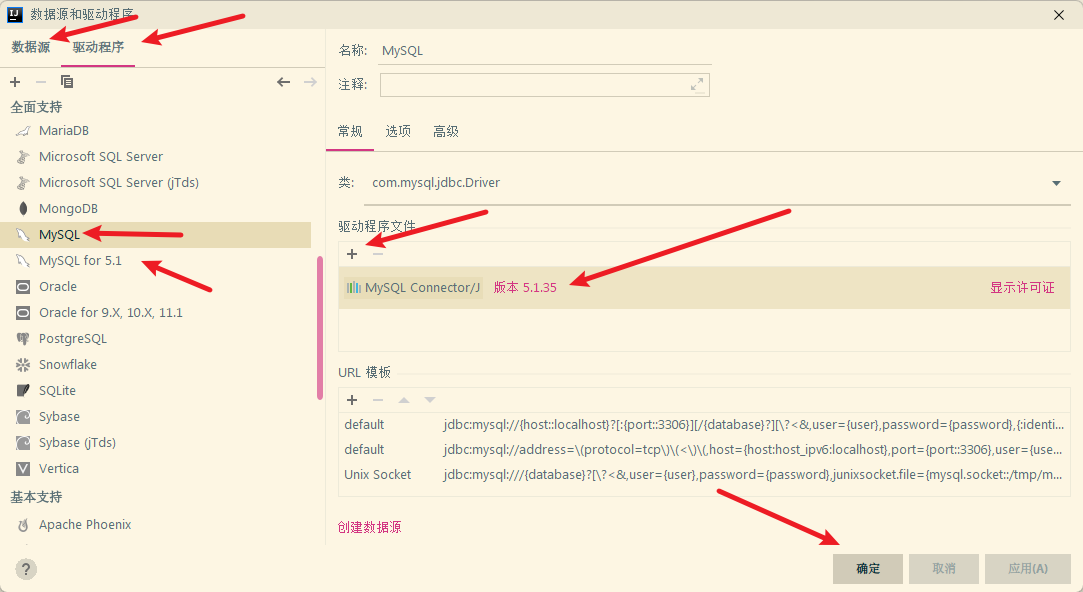 数据源和驱动程序
数据源 驱动程序
全面支持
MariaDB
Microsoft SQL Server
Microsoft SQL Server (jTds)
MongoDB
MySQL
MySQL for 5.1
Oracle
Oracle for 9.X, 10.X, 11.1
PostgreSQL
Snowflake
SQLite
Sybase
Sybase (jTds)
Vertica
基本支持
Apache Phoenix
?
名称: MySQL
注释:
常规 选项 高级
类: com.mysql.jdbc.Driver
驱动程序文件
MySQL Connector/J 版本 5.1.35 显示许可证
URL 模板
default jdbc:mysql://{host::localhost}?[:{port::3306}][/{database}?][\?<&,user={user},password={password},{identi...
default jdbc:mysql://address=\(protocol=tcp\)\(<\)\(,host={host:host_ipv6:localhost},port={port::3306},user={use...
Unix Socket jdbc:mysql:///{database}?[\?<&,user={user},password={password},junixsocket.file={mysql.socket::/tmp/m...
创建数据源
确定 取消 应用(A)